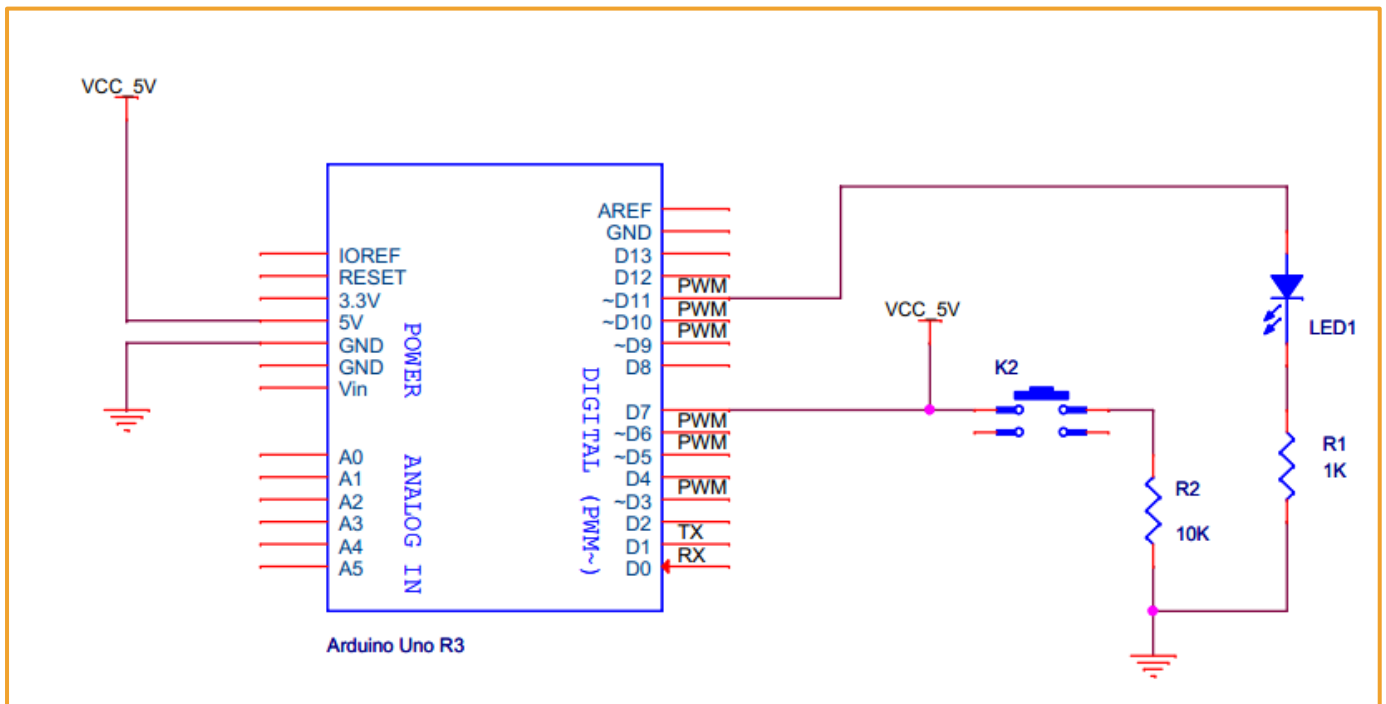 VCC_5V
IOREF
RESET
3.3V
5V
GND
GND
Vin
POWER
A0
A1
A2
A3
A4
A5
ANALOG IN
AREF
GND
D13
D12
~D11 PWM
~D10 PWM
~D9 PWM
D8
D7
~D6 PWM
~D5 PWM
D4
~D3 PWM
D2
D1 TX
D0 RX
DIGITAL (PWM~)
Arduino Uno R3
VCC_5V
K2
R2
10K
LED1
R1
1K